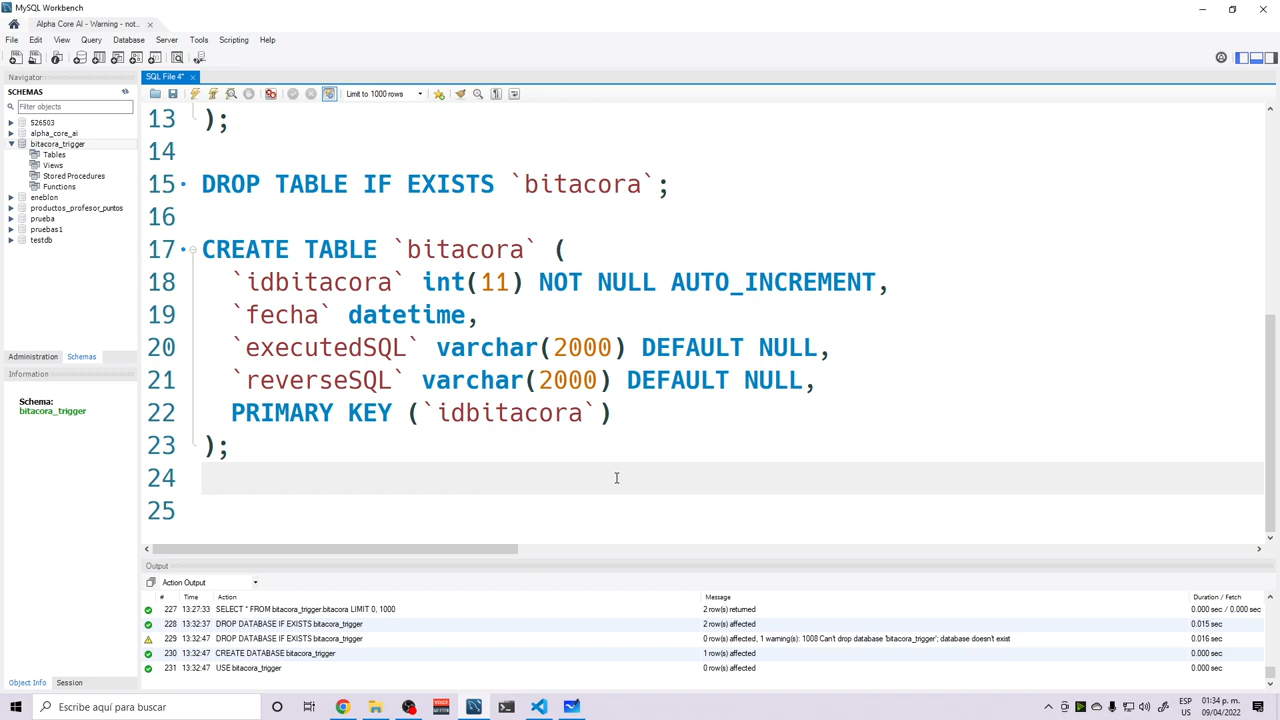 MySQL Workbench
Alpha Core AI - Warning - not...
File Edit View Query Database Server Tools Scripting Help
Navigator
SCHEMAS
Filter objects
526503
alpha_core_ai
bitacora_trigger
Tables
Views
Stored Procedures
Functions
eneblon
productos_profesor_puntos
prueba
pruebas1
testdb
Administration Schemas
Information
Schema:
bitacora_trigger
Object Info Session
SQL File 4*
Limit to 1000 rows
13 );
14
15 DROP TABLE IF EXISTS `bitacora`;
16
17 CREATE TABLE `bitacora` (
18 `idbitacora` int(11) NOT NULL AUTO_INCREMENT,
19 `fecha` datetime,
20 `executedSQL` varchar(2000) DEFAULT NULL,
21 `reverseSQL` varchar(2000) DEFAULT NULL,
22 PRIMARY KEY (`idbitacora`)
23 );
24
25
Output
Action Output
# Time Action Message Duration / Fetch
227 13:27:33 SELECT * FROM bitacora_trigger.bitacora LIMIT 0, 1000 2 row(s) returned 0.000 sec / 0.000 sec
228 13:32:37 DROP DATABASE IF EXISTS bitacora_trigger 2 row(s) affected 0.015 sec
229 13:32:47 DROP DATABASE IF EXISTS bitacora_trigger 0 row(s) affected, 1 warning(s): 1008 Can't drop database 'bitacora_trigger'; database doesn't exist 0.016 sec
230 13:32:47 CREATE DATABASE bitacora_trigger 1 row(s) affected 0.000 sec
231 13:32:47 USE bitacora_trigger 0 row(s) affected 0.000 sec
Escribe aquí para buscar
ESP
US
01:34 p. m.
09/04/2022